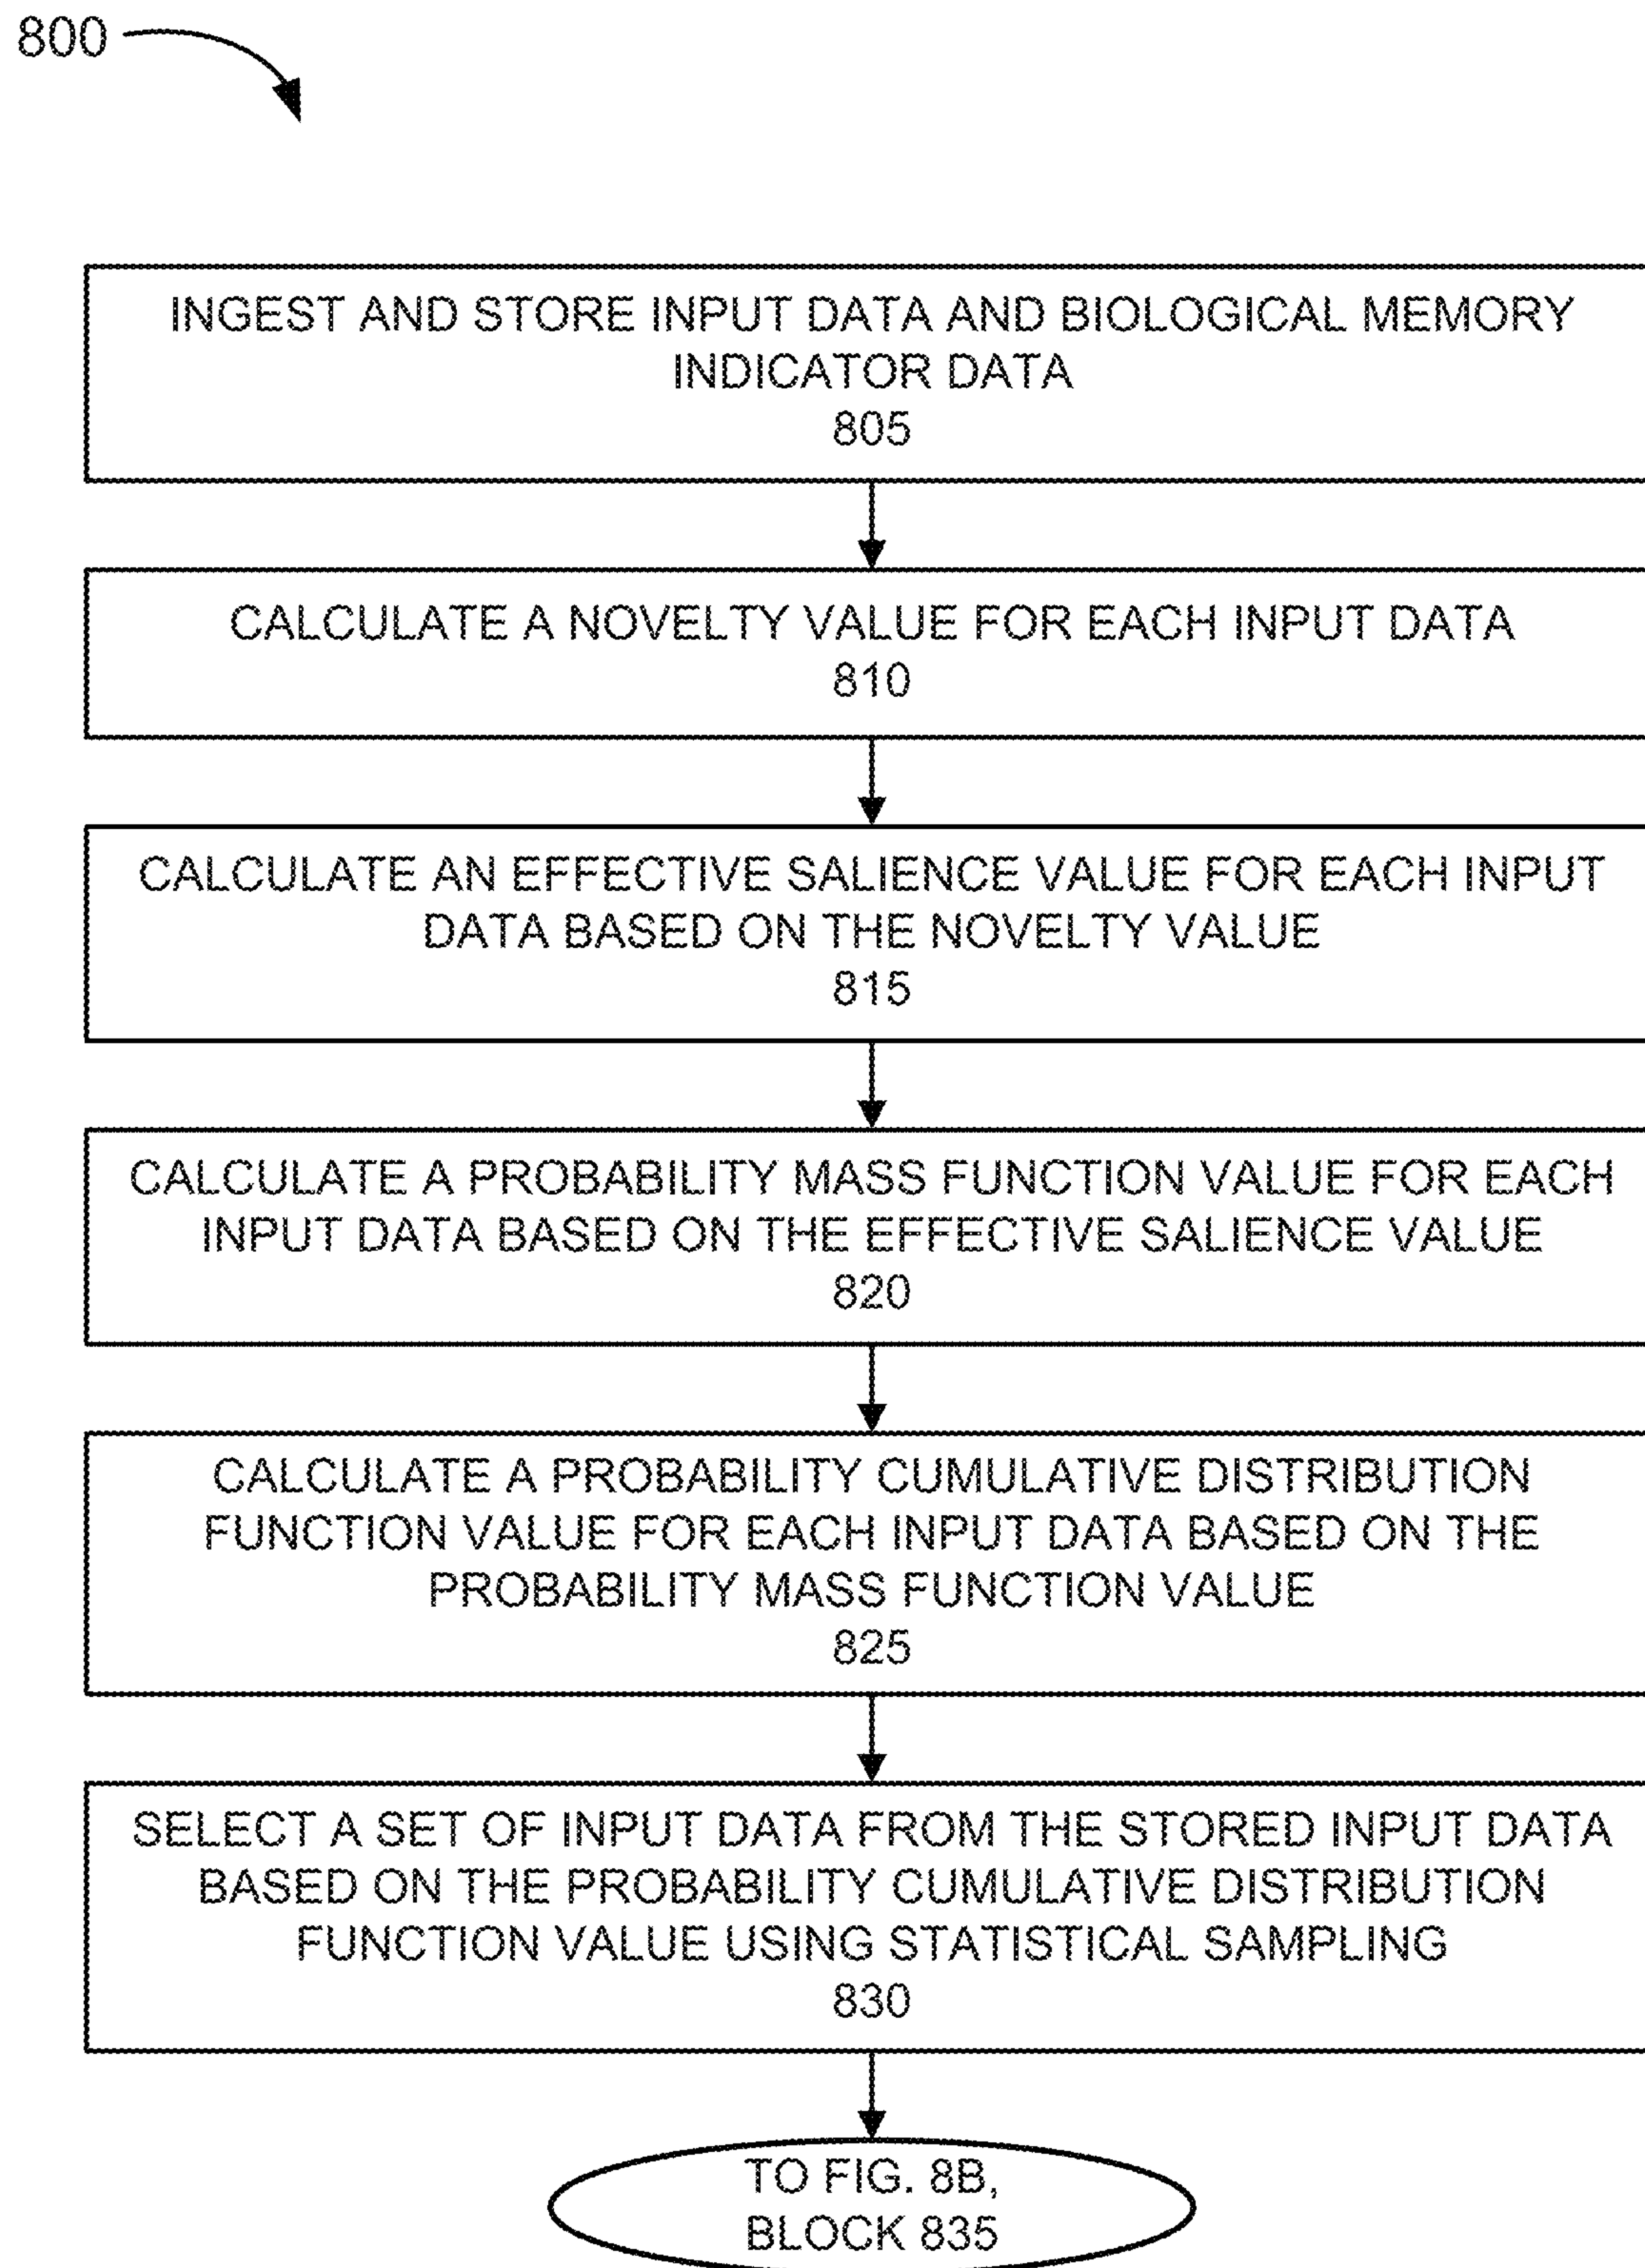 800
INGEST AND STORE INPUT DATA AND BIOLOGICAL MEMORY
INDICATOR DATA
805
CALCULATE A NOVELTY VALUE FOR EACH INPUT DATA
810
CALCULATE AN EFFECTIVE SALIENCE VALUE FOR EACH INPUT
DATA BASED ON THE NOVELTY VALUE
815
CALCULATE A PROBABILITY MASS FUNCTION VALUE FOR EACH
INPUT DATA BASED ON THE EFFECTIVE SALIENCE VALUE
820
CALCULATE A PROBABILITY CUMULATIVE DISTRIBUTION
FUNCTION VALUE FOR EACH INPUT DATA BASED ON THE
PROBABILITY MASS FUNCTION VALUE
825
SELECT A SET OF INPUT DATA FROM THE STORED INPUT DATA
BASED ON THE PROBABILITY CUMULATIVE DISTRIBUTION
FUNCTION VALUE USING STATISTICAL SAMPLING
830
TO FIG. 8B,
BLOCK 835